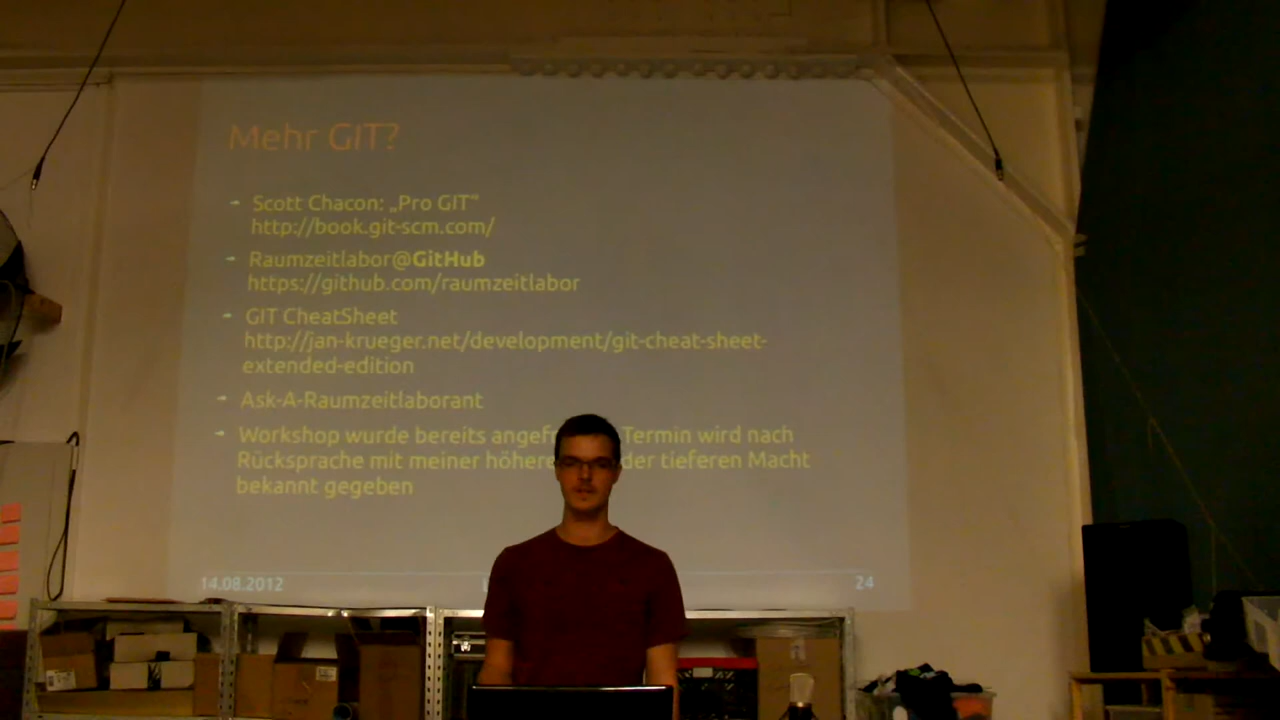 Mehr GIT?
Scott Chacon: „Pro GIT“
http://book.git-scm.com/
Raumzeitlabor@GitHub
https://github.com/raumzeitlabor
GIT CheatSheet
http://jan-krueger.net/development/git-cheat-sheet-
extended-edition
Ask-A-Raumzeitlaborant
Workshop wurde bereits Termin wird nach
Rücksprache mit meiner der tieferen Macht
bekannt gegeben
14.08.2012
24